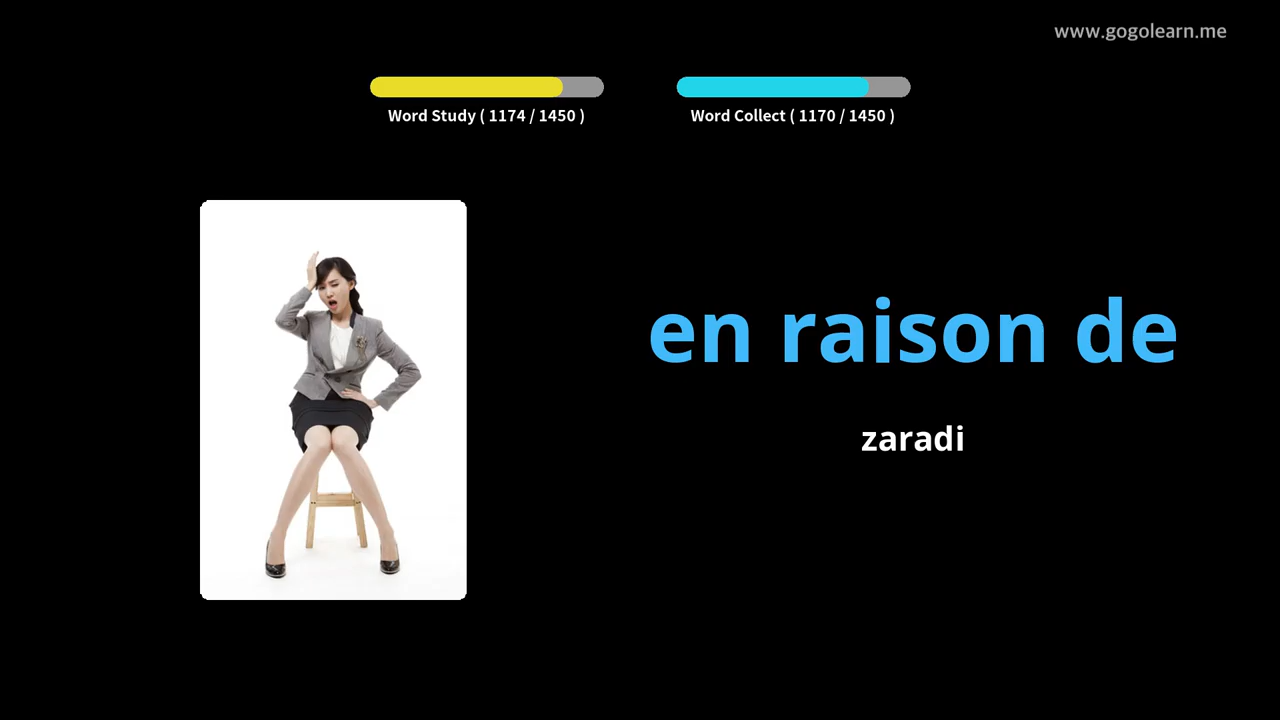 www.gogolearn.me
Word Study ( 1174 / 1450 )
Word Collect ( 1170 / 1450 )
en raison de
zaradi